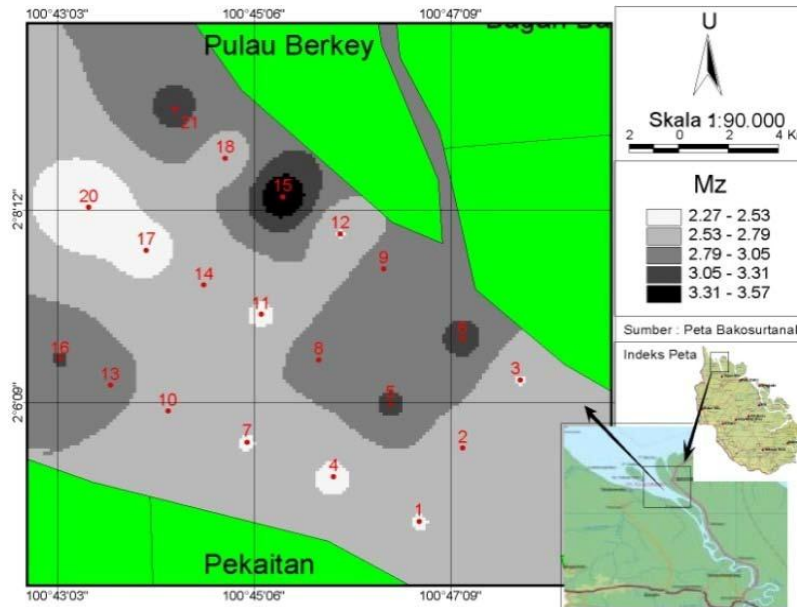 100°43'03" 100°45'06" 100°47'09"
Pulau Berkey
U
Skala 1:90.000
2 0 2 4 K
21
18
15
20
2°8'12"
12
17
9
14
11
6
16
8
3
13
5
10
2°6'09"
7
2
4
1
Pekaitan
100°43'03" 100°45'06" 100°47'09"
Mz
2.27 - 2.53
2.53 - 2.79
2.79 - 3.05
3.05 - 3.31
3.31 - 3.57
Sumber : Peta Bakosurtanal
Indeks Peta